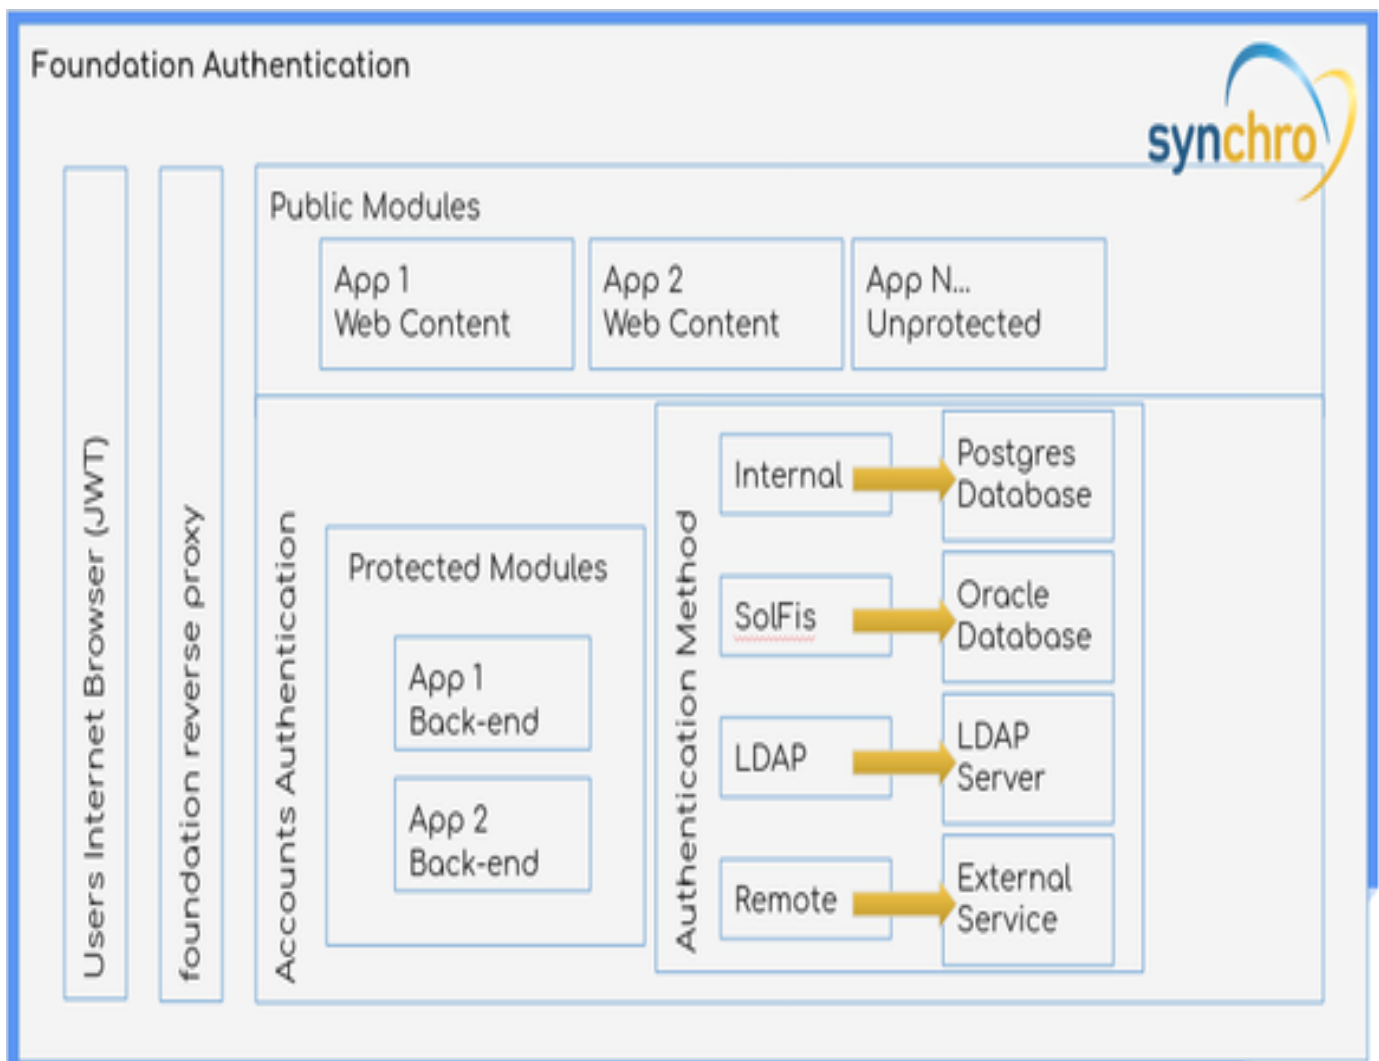 Foundation Authentication
synchro
Users Internet Browser (JWT)
foundation reverse proxy
Public Modules
App 1
Web Content
App 2
Web Content
App N...
Unprotected
Accounts Authentication
Protected Modules
App 1
Back-end
App 2
Back-end
Authentication Method
Internal
Postgres
Database
SolFis
Oracle
Database
LDAP
LDAP
Server
Remote
External
Service